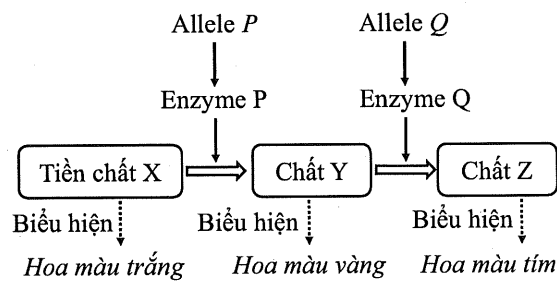 Allele P
Allele Q
Enzyme P
Enzyme Q
Tiền chất X
Chất Y
Chất Z
Biểu hiện
Biểu hiện
Biểu hiện
Hoa màu trắng
Hoa màu vàng
Hoa màu tím